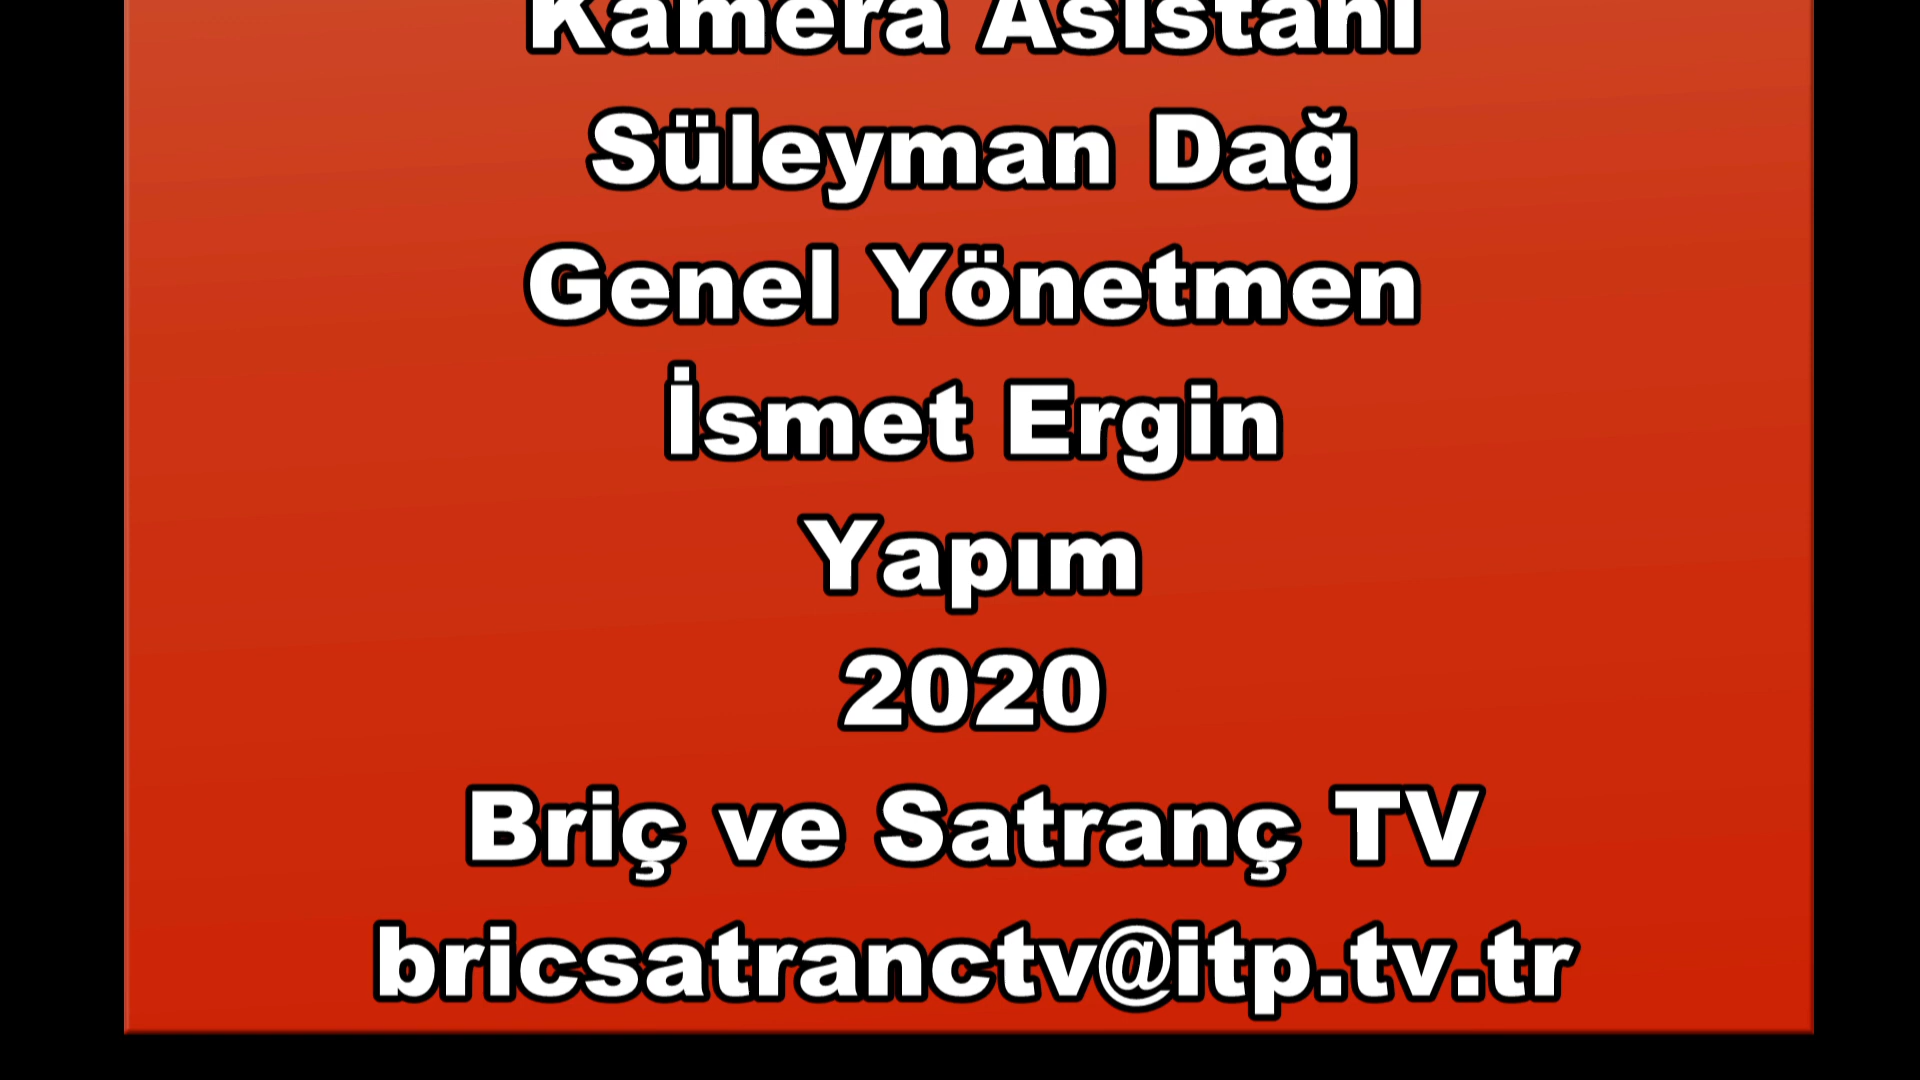 Kamera Asistanı
Süleyman Dağ
Genel Yönetmen
İsmet Ergin
Yapım
2020
Briç ve Satranç TV
bricsatranctv@itp.tv.tr